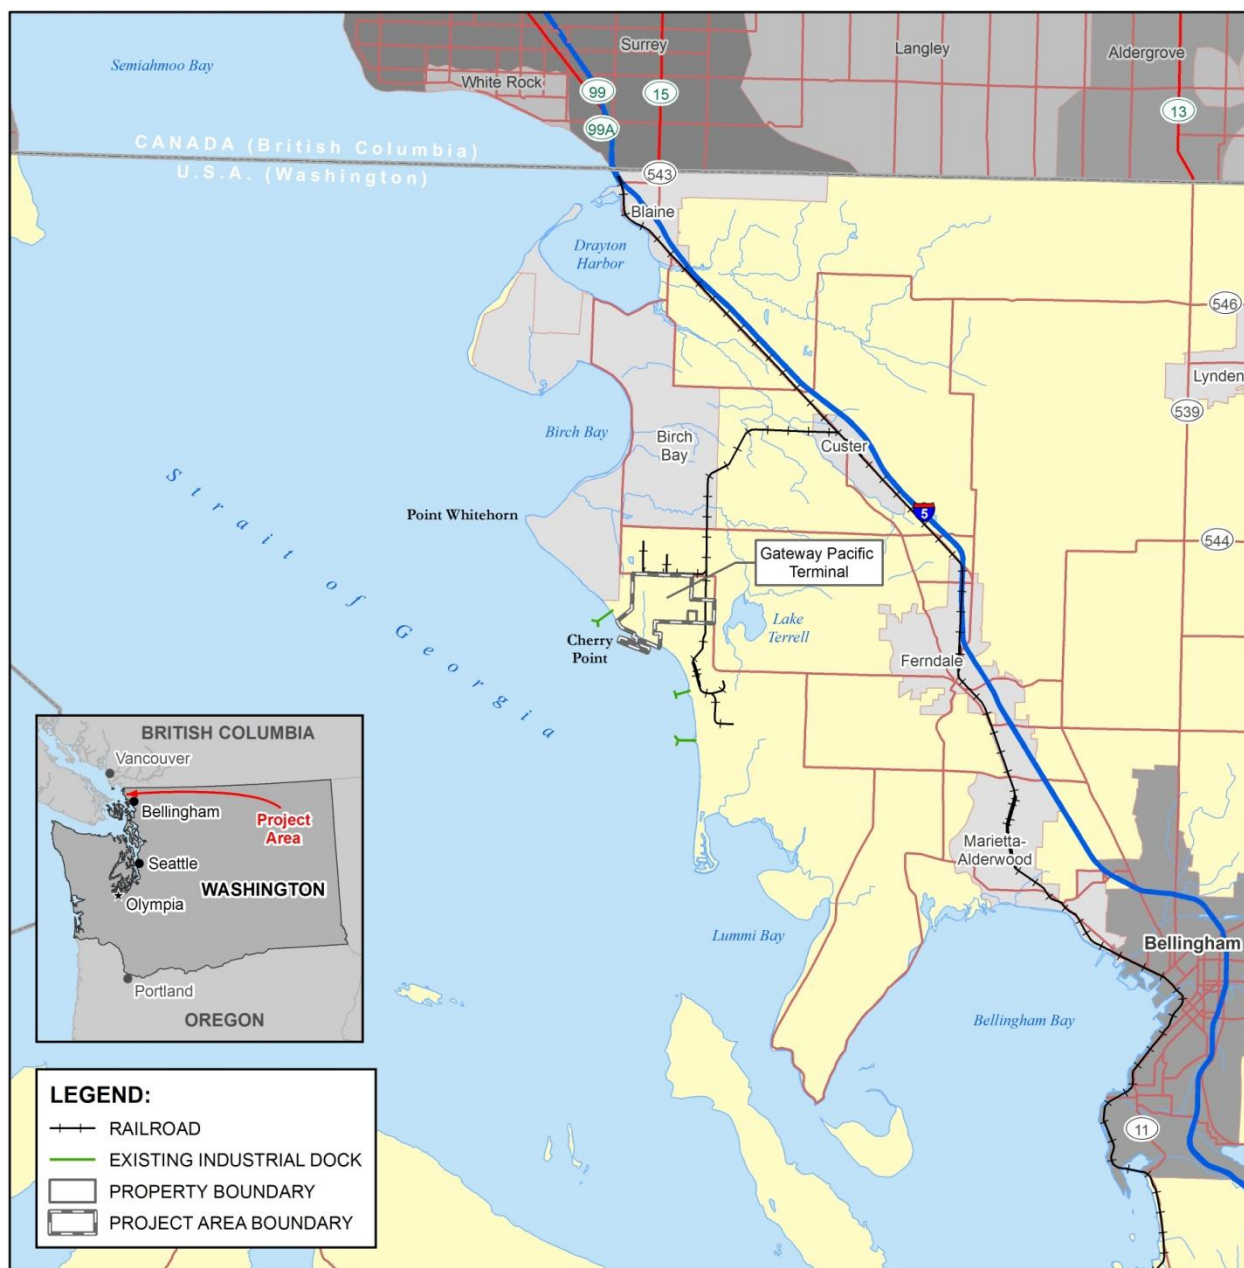 Semiahmoo Bay
Surrey
Langley
Aldergrove
White Rock
99
15
13
99A
CANADA (British Columbia)
U.S.A. (Washington)
543
Blaine
Drayton
Harbor
546
Lynden
539
Birch Bay
Birch
Bay
Custer
Strait of Georgia
Point Whitehorn
5
544
Gateway Pacific
Terminal
Lake
Terrell
Cherry
Point
Ferndale
Marietta-
Alderwood
Lummi Bay
Bellingham
Bellingham Bay
11
BRITISH COLUMBIA
Vancouver
Bellingham
Project
Area
Seattle
WASHINGTON
Olympia
Portland
OREGON
LEGEND:
RAILROAD
EXISTING INDUSTRIAL DOCK
PROPERTY BOUNDARY
PROJECT AREA BOUNDARY